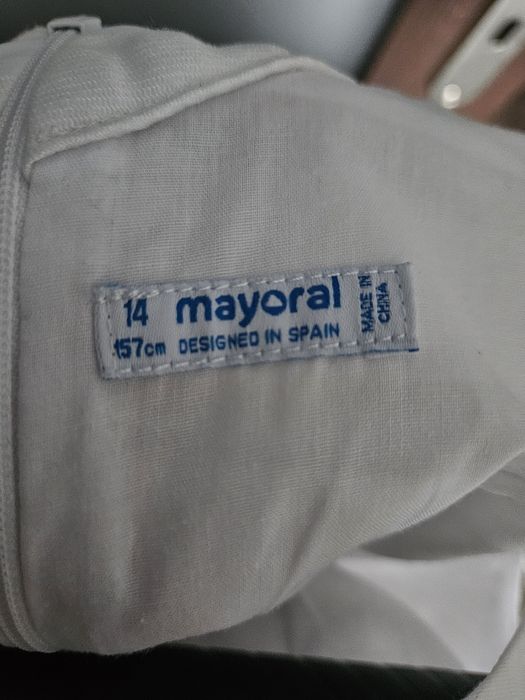 14 mayoral
157cm DESIGNED IN SPAIN
MADE IN
CHINA